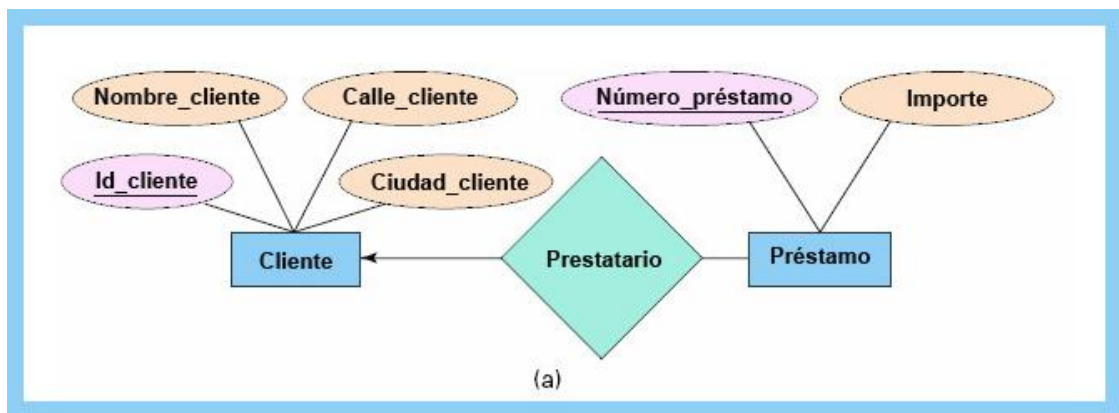 Nombre_cliente
Calle_cliente
Número_préstamo
Importe
Id_cliente
Ciudad_cliente
Cliente
Prestatario
Préstamo
(a)